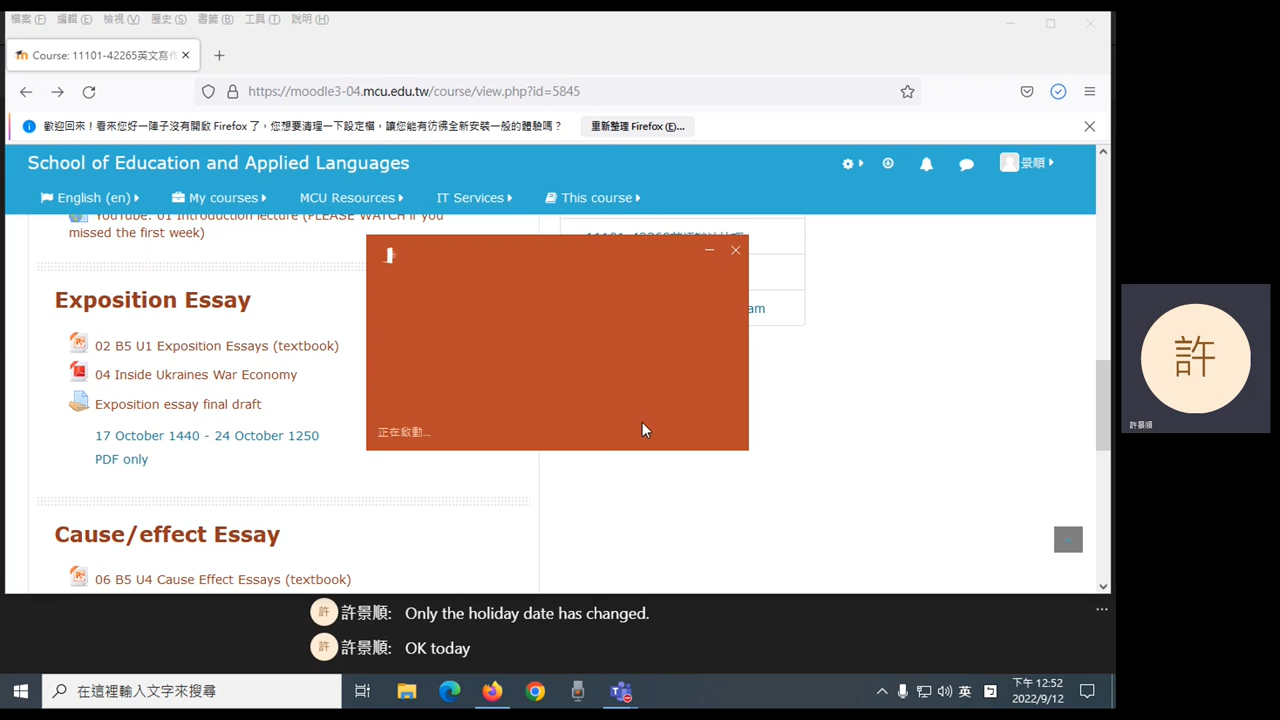 檔案 (F) 編輯 (E) 檢視 (V) 歷史 (S) 書籤 (B) 工具 (T) 說明 (H)
Course: 11101-42265英文寫作
https://moodle3-04.mcu.edu.tw/course/view.php?id=5845
歡迎回來！看來您好一陣子沒有開啟 Firefox 了，您想要清理一下設定檔，讓您能有彷彿全新安裝一般的體驗嗎？ 重新整理 Firefox (E)...
School of Education and Applied Languages
景順
English (en) My courses MCU Resources IT Services This course
YouTube: 01 Introduction lecture (PLEASE WATCH if you
missed the first week)
Exposition Essay
am
02 B5 U1 Exposition Essays (textbook)
04 Inside Ukraines War Economy
Exposition essay final draft
17 October 1440 - 24 October 1250
PDF only
正在啟動...
Cause/effect Essay
06 B5 U4 Cause Effect Essays (textbook)
許
許景順
許 許景順: Only the holiday date has changed.
許 許景順: OK today
在這裡輸入文字來搜尋
英
下午 12:52
2022/9/12